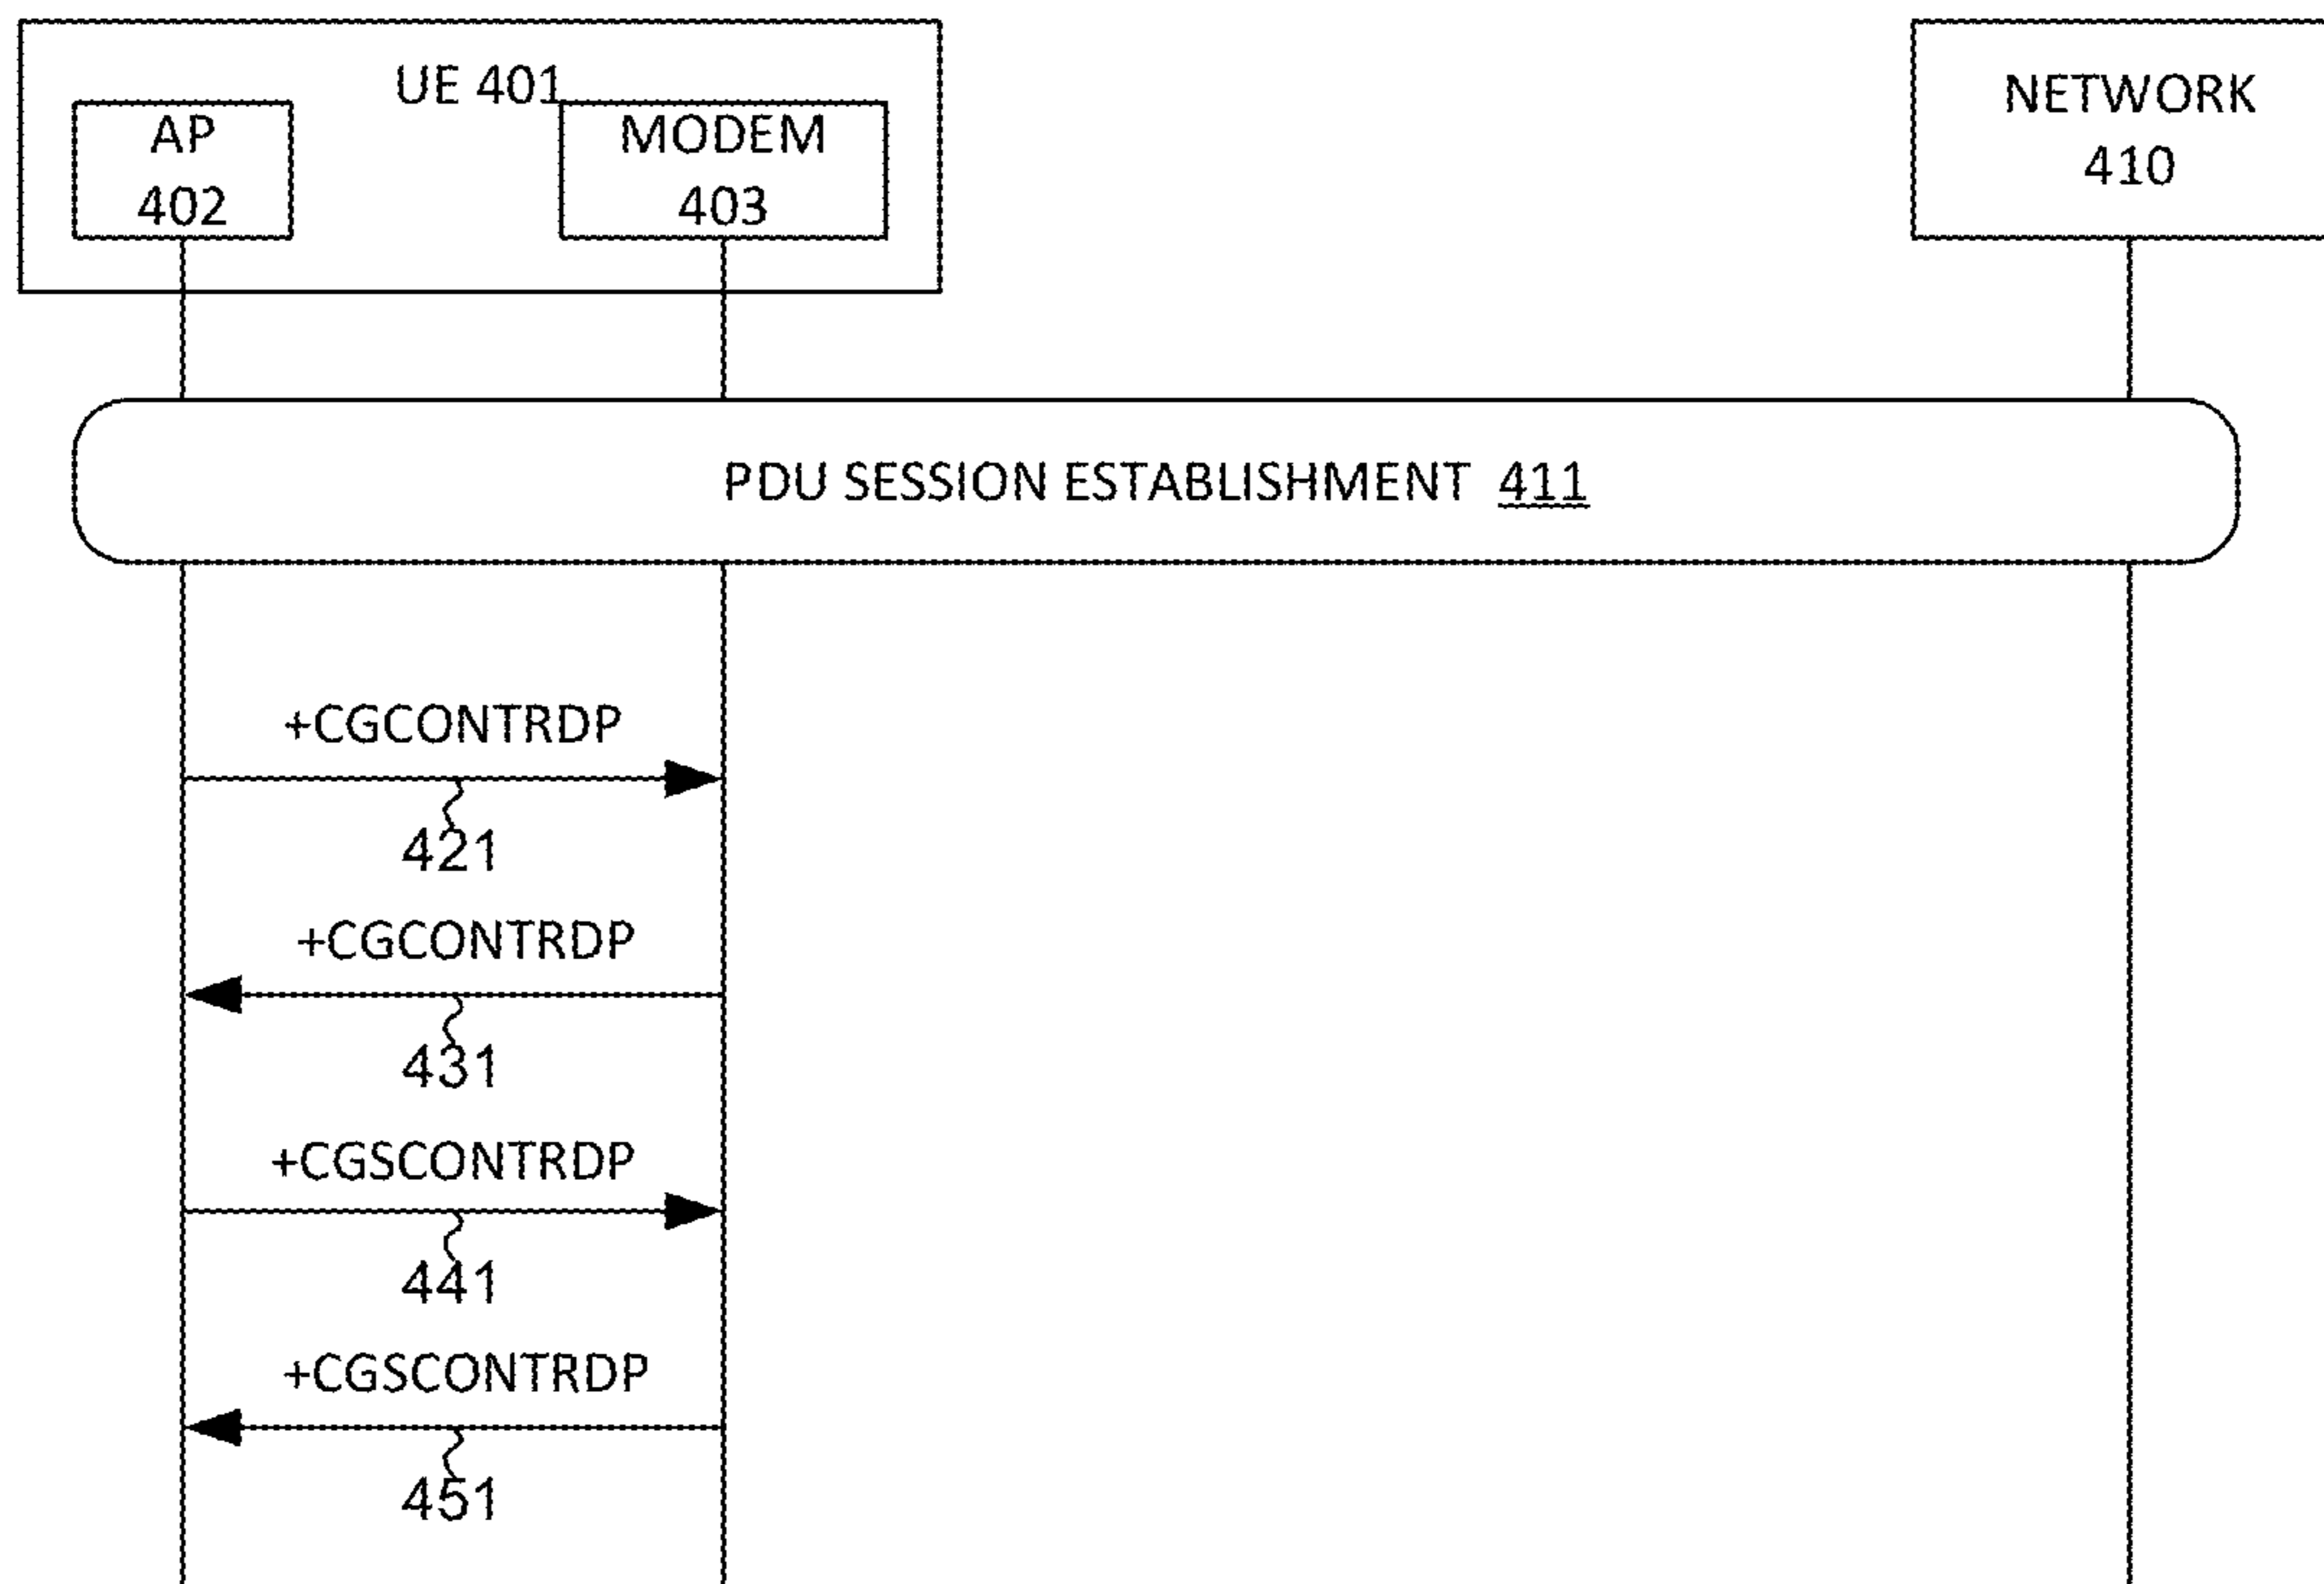 UE 401
AP
402
MODEM
403
NETWORK
410
PDU SESSION ESTABLISHMENT 411
+CGCONTRDP
421
+CGCONTRDP
431
+CGSCONTRDP
441
+CGSCONTRDP
451